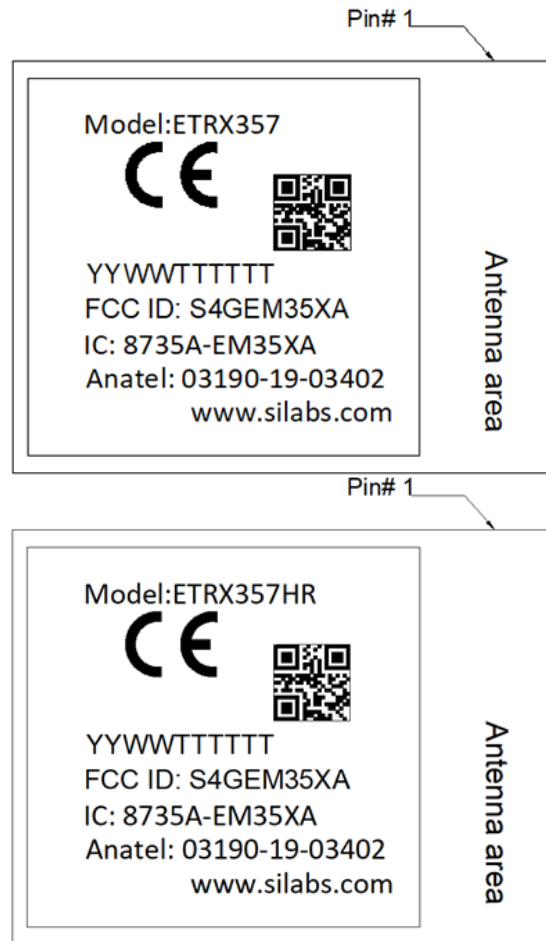 Pin# 1
Model:ETRX357
CE
YYWWTTTTTT
FCC ID: S4GEM35XA
IC: 8735A-EM35XA
Anatel: 03190-19-03402
www.silabs.com
Antenna area
Pin# 1
Model:ETRX357HR
CE
YYWWTTTTTT
FCC ID: S4GEM35XA
IC: 8735A-EM35XA
Anatel: 03190-19-03402
www.silabs.com
Antenna area